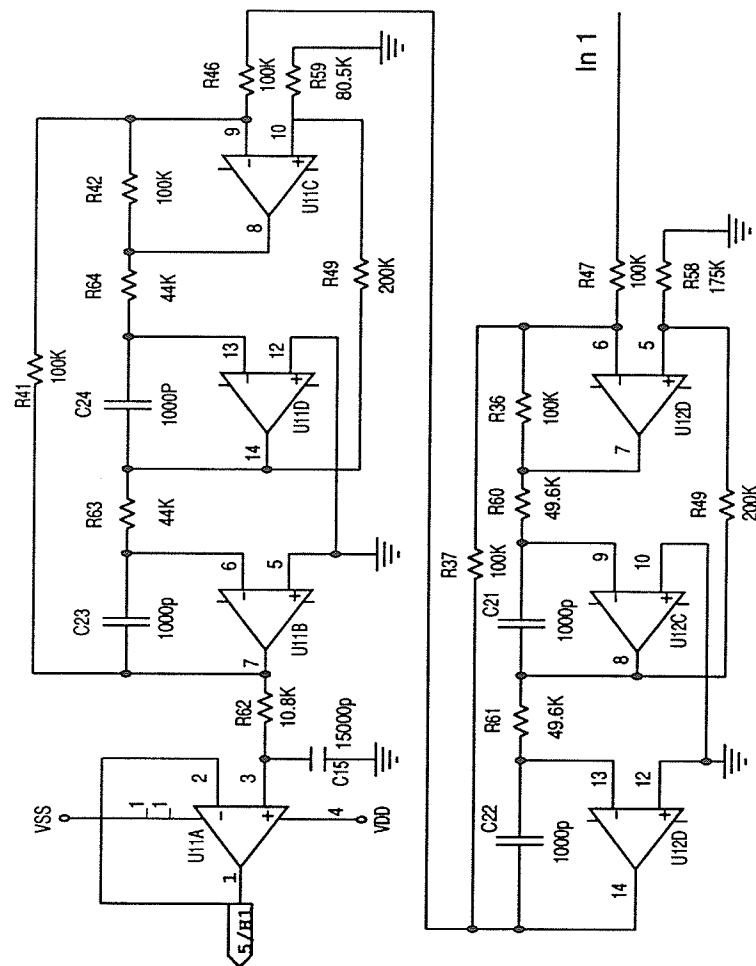 R41
100K
R42
100K
R46
100K
R59
80.5K
9
10
U11C
8
R64
44K
R49
200K
C24
1000P
13
12
U11D
14
R63
44K
C23
1000p
6
5
U11B
7
R62
10.8K
C15
15000p
2
3
U11A
1
1
1
4
VSS
VDD
5/H1
In 1
R47
100K
R58
175K
6
5
U12D
7
R36
100K
R37
100K
R60
49.6K
R49
200K
C21
1000p
9
10
U12C
8
R61
49.6K
C22
1000p
13
12
U12D
14